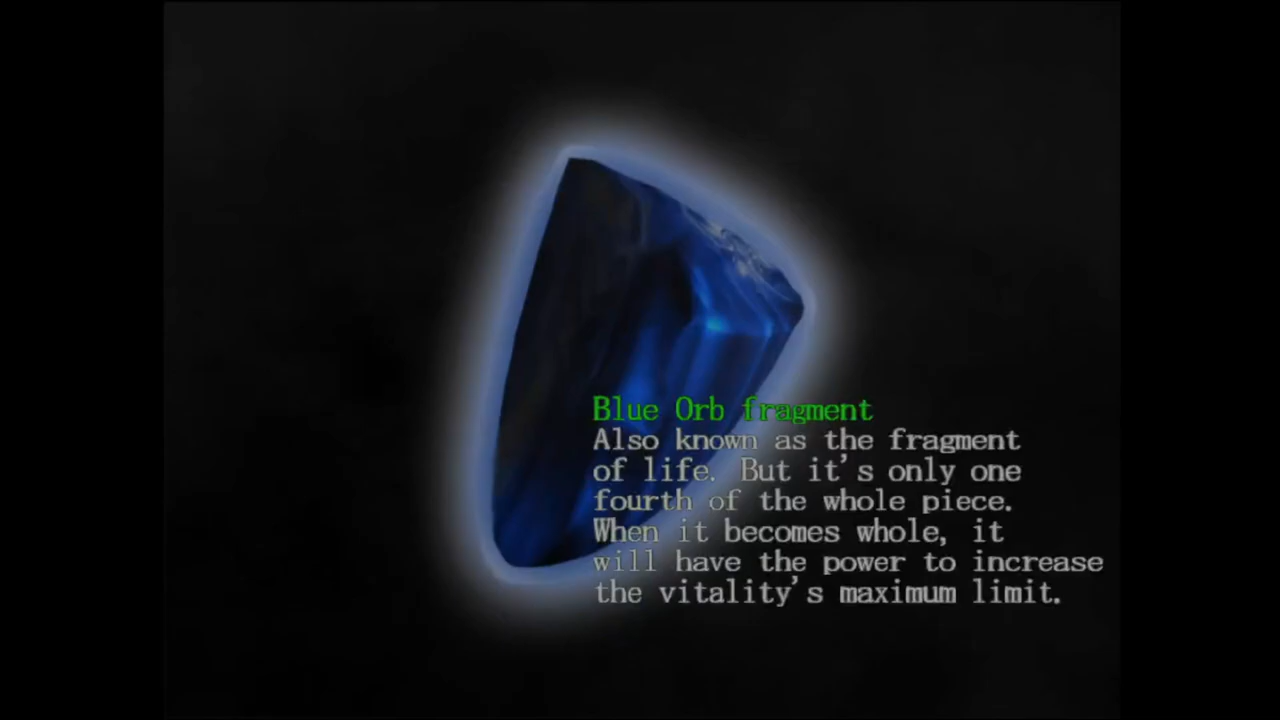 Blue Orb fragment
Also known as the fragment
of life. But it's only one
fourth of the whole piece.
When it becomes whole, it
will have the power to increase
the vitality's maximum limit.